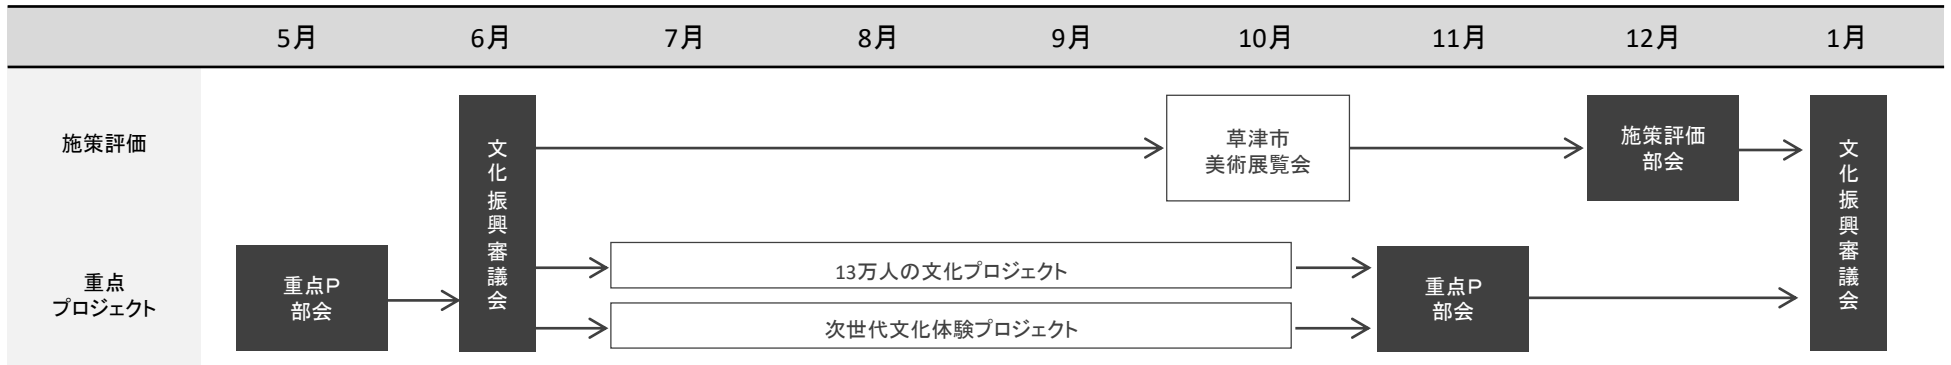 5月 6月 7月 8月 9月 10月 11月 12月 1月
施策評価
文化振興審議会
草津市
美術展覧会
施策評価
部会
文化振興審議会
重点
プロジェクト
重点P
部会
13万人の文化プロジェクト
次世代文化体験プロジェクト
重点P
部会